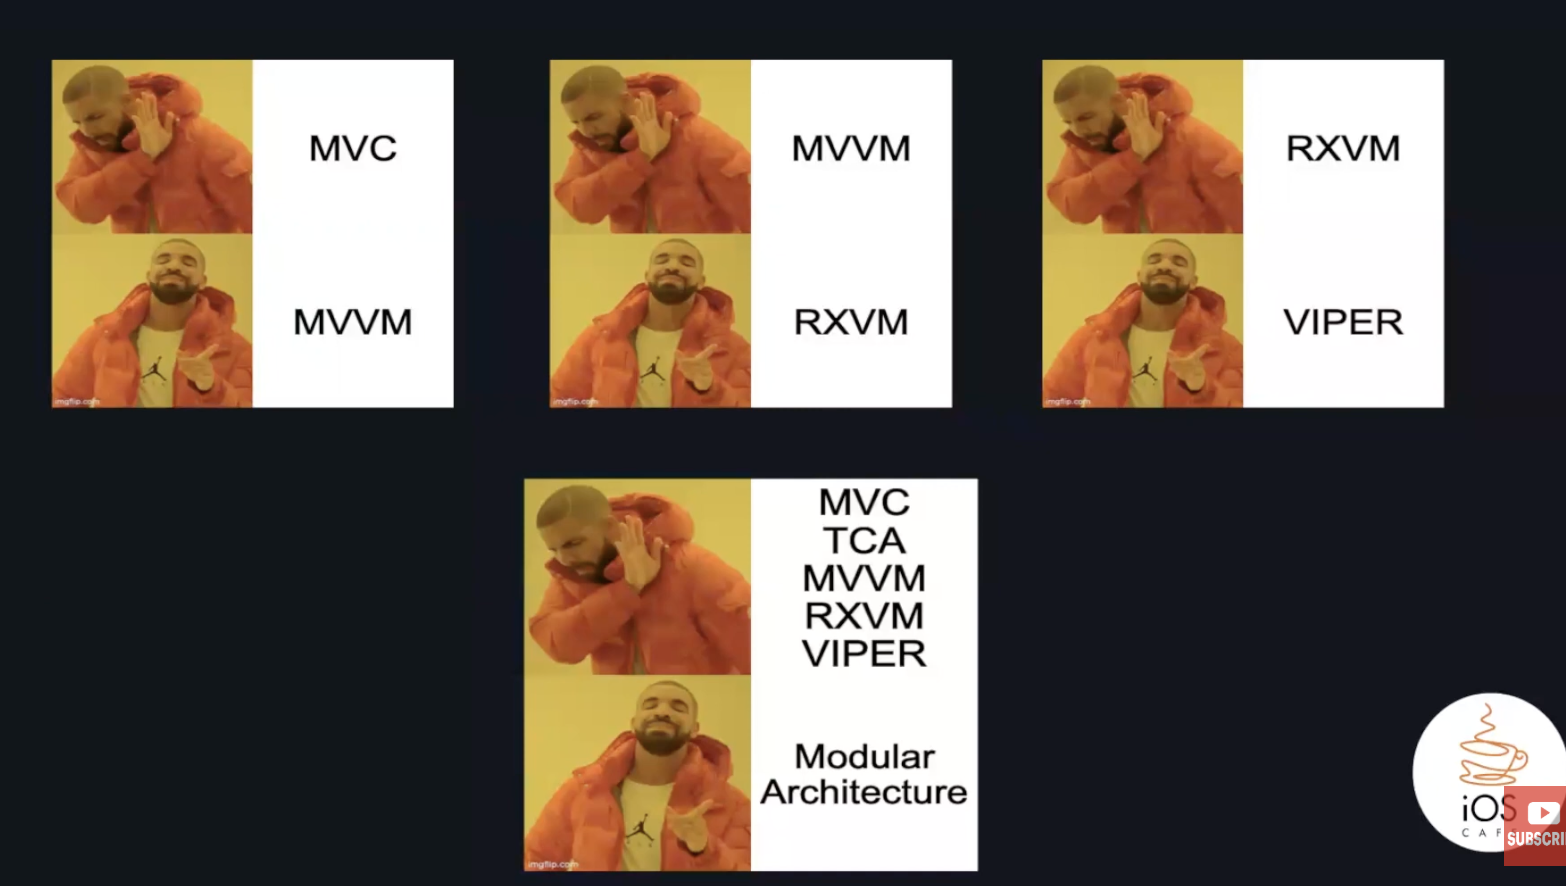 MVC
MVVM
imgflip.com
MVVM
RXVM
imgflip.com
RXVM
VIPER
imgflip.com
MVC
TCA
MVVM
RXVM
VIPER
Modular
Architecture
imgflip.com
iOS
CAF
SUBSCRI